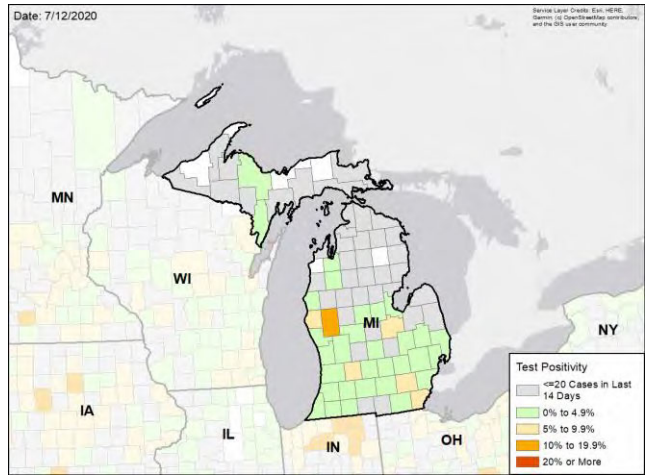 Date: 7/12/2020
Service Layer Credits: Esri, HERE,
Garmin, (c) OpenStreetMap contributors,
and the GIS user community
MN
WI
MI
NY
IA
IL
IN
OH
Test Positivity
<=20 Cases in Last
14 Days
0% to 4.9%
5% to 9.9%
10% to 19.9%
20% or More